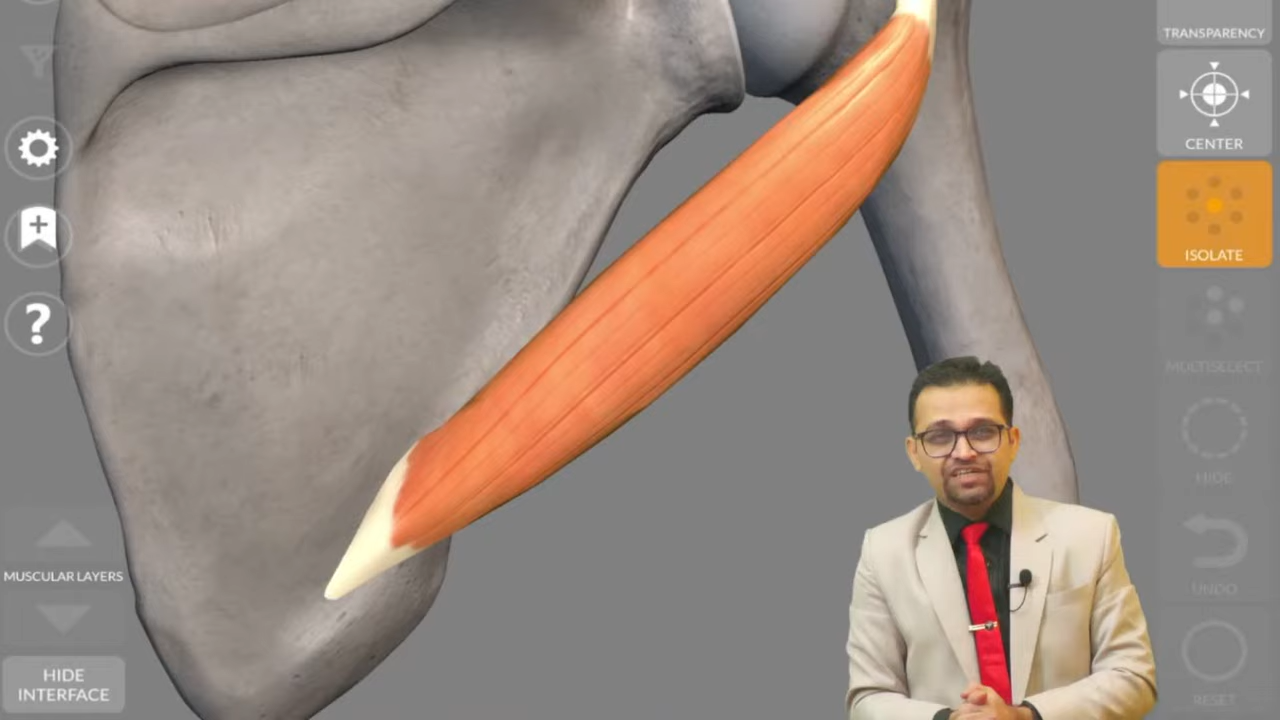 TRANSPARENCY
CENTER
ISOLATE
MULTISELECT
HIDE
UNDO
RESET
?
MUSCULAR LAYERS
HIDE
INTERFACE